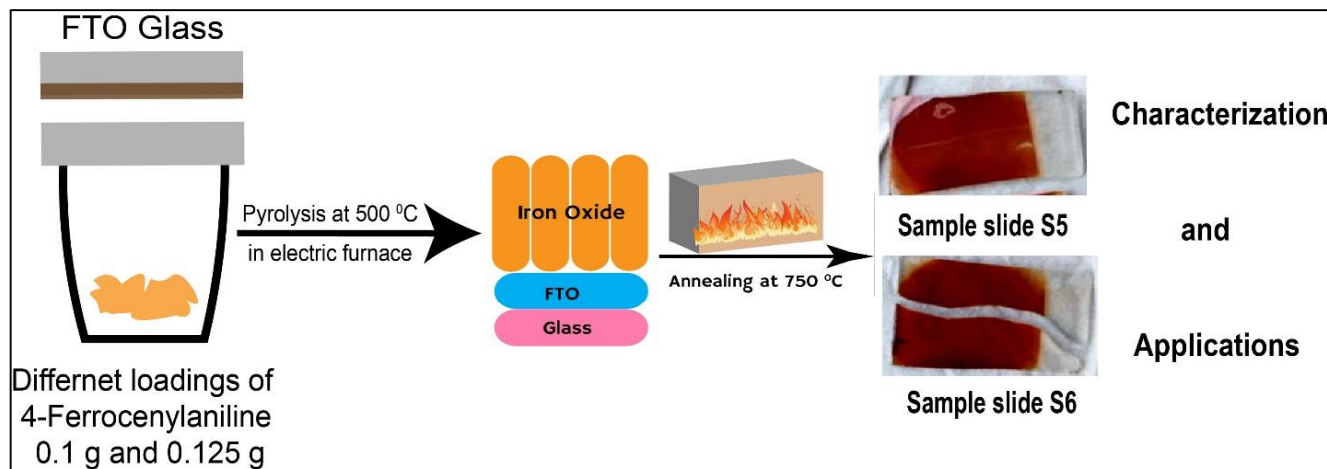 FTO Glass
Differnet loadings of
4-Ferrocenylaniline
0.1 g and 0.125 g
Pyrolysis at 500 ⁰C
in electric furnace
Iron Oxide
FTO
Glass
Annealing at 750 ⁰C
Sample slide S5
Sample slide S6
Characterization
and
Applications